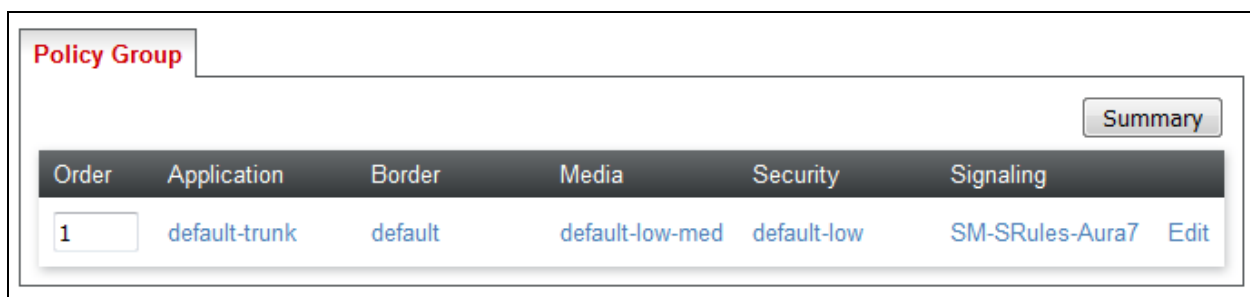 Policy Group
Summary
Order Application Border Media Security Signaling
1 default-trunk default default-low-med default-low SM-SRules-Aura7 Edit